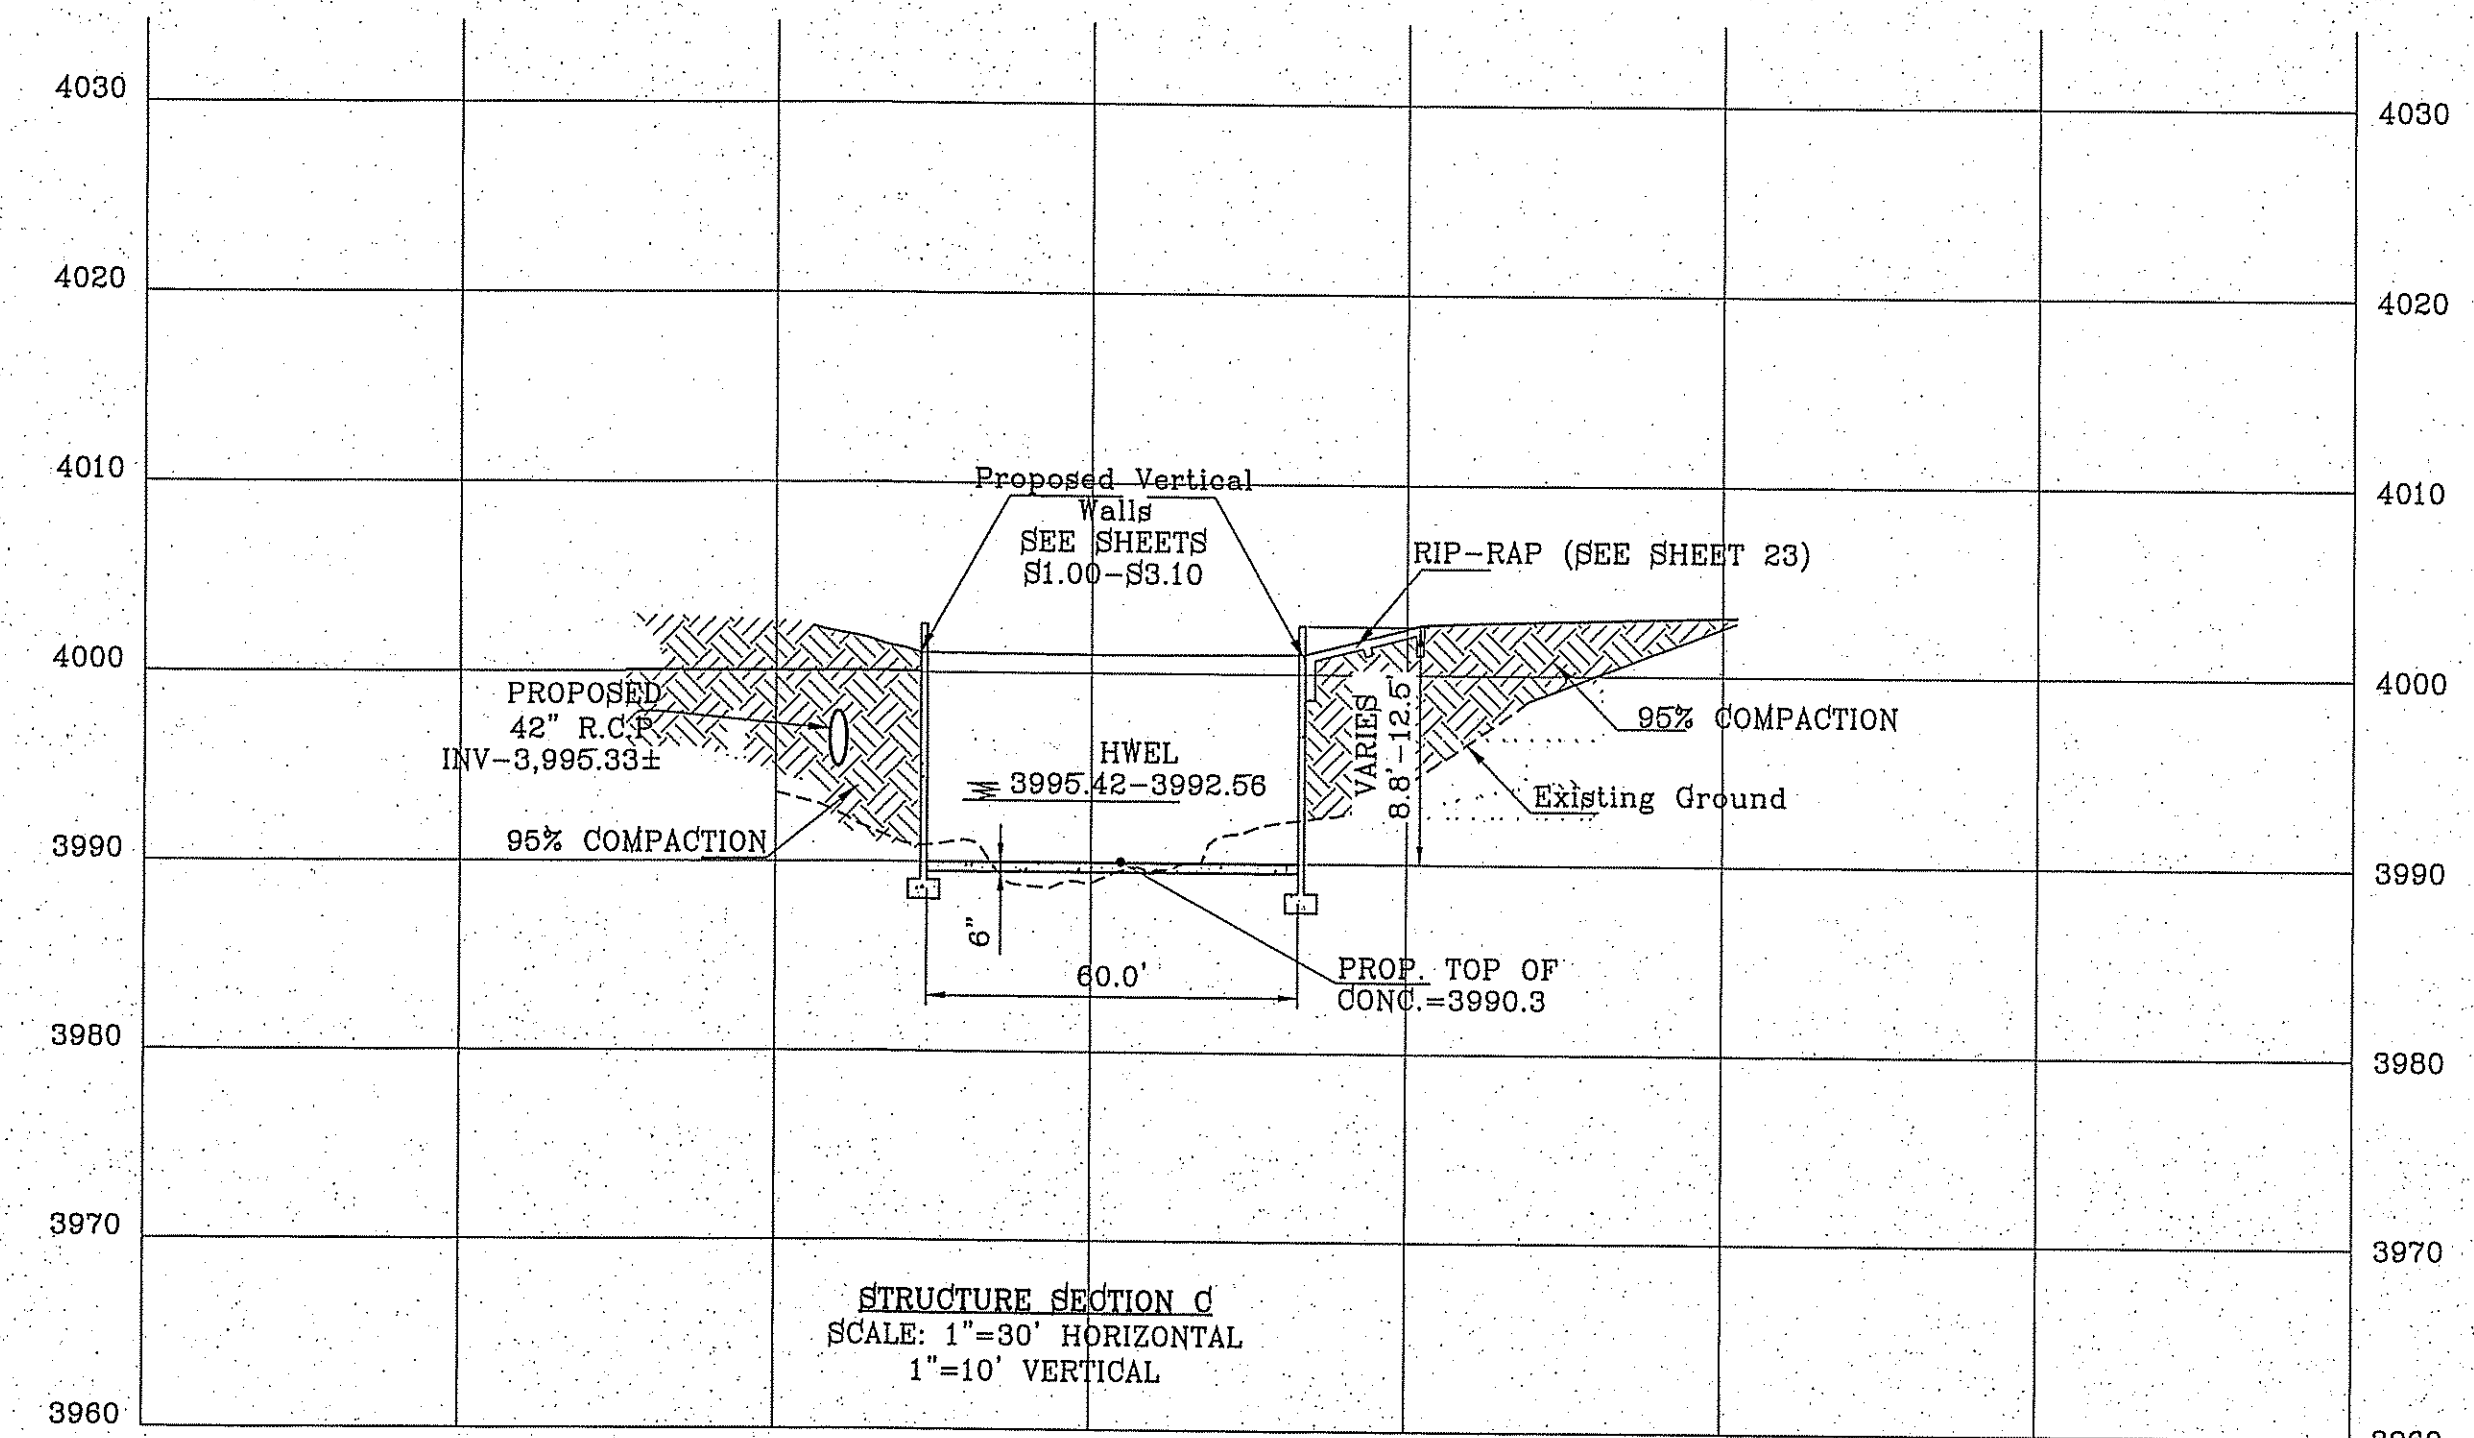 4030
4030
4020
4020
4010
4010
Proposed Vertical
Walls
SEE SHEETS
S1.00-S3.10
RIP-RAP (SEE SHEET 23)
4000
4000
PROPOSED
42" R.C.P.
INV-3,995.33±
VARIES
8.8'-12.5'
95% COMPACTION
HWEL
3995.42-3992.56
Existing Ground
95% COMPACTION
3990
3990
6"
60.0'
PROP. TOP OF
CONC.=3990.3
3980
3980
3970
3970
STRUCTURE SECTION C
SCALE: 1"=30' HORIZONTAL
1"=10' VERTICAL
3960